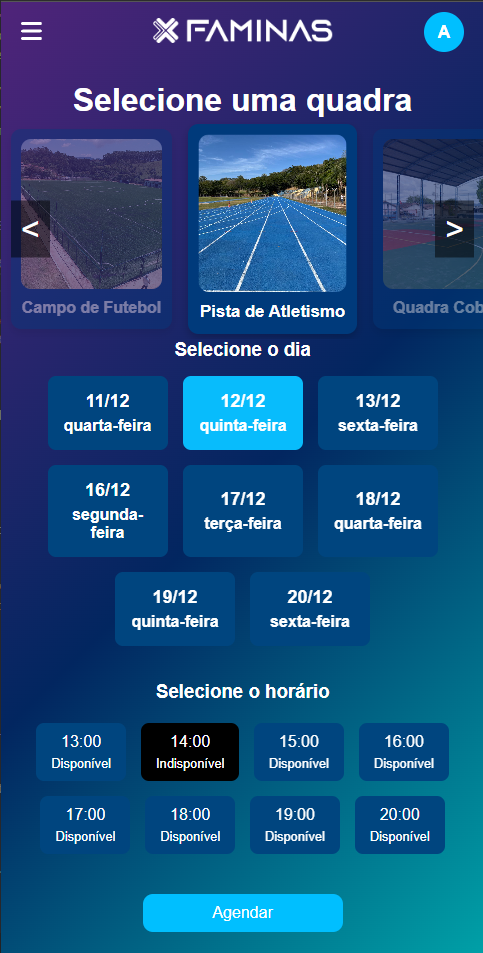 FAMINAS
A
Selecione uma quadra
<
>
Campo de Futebol
Pista de Atletismo
Quadra Cob
Selecione o dia
11/12
quarta-feira
12/12
quinta-feira
13/12
sexta-feira
16/12
segunda-
feira
17/12
terça-feira
18/12
quarta-feira
19/12
quinta-feira
20/12
sexta-feira
Selecione o horário
13:00
Disponível
14:00
Indisponível
15:00
Disponível
16:00
Disponível
17:00
Disponível
18:00
Disponível
19:00
Disponível
20:00
Disponível
Agendar